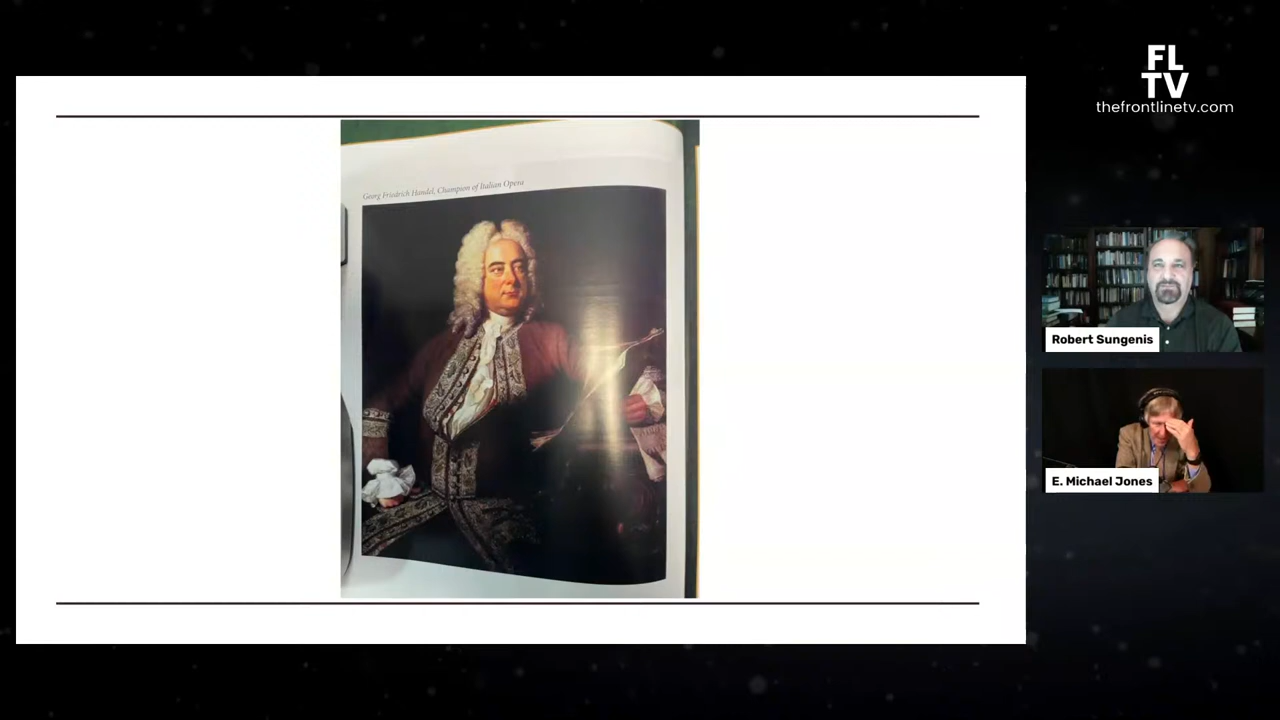 FL
TV
thefrontlinetv.com
Georg Friedrich Handel, Champion of Italian Opera
Robert Sungenis
E. Michael Jones